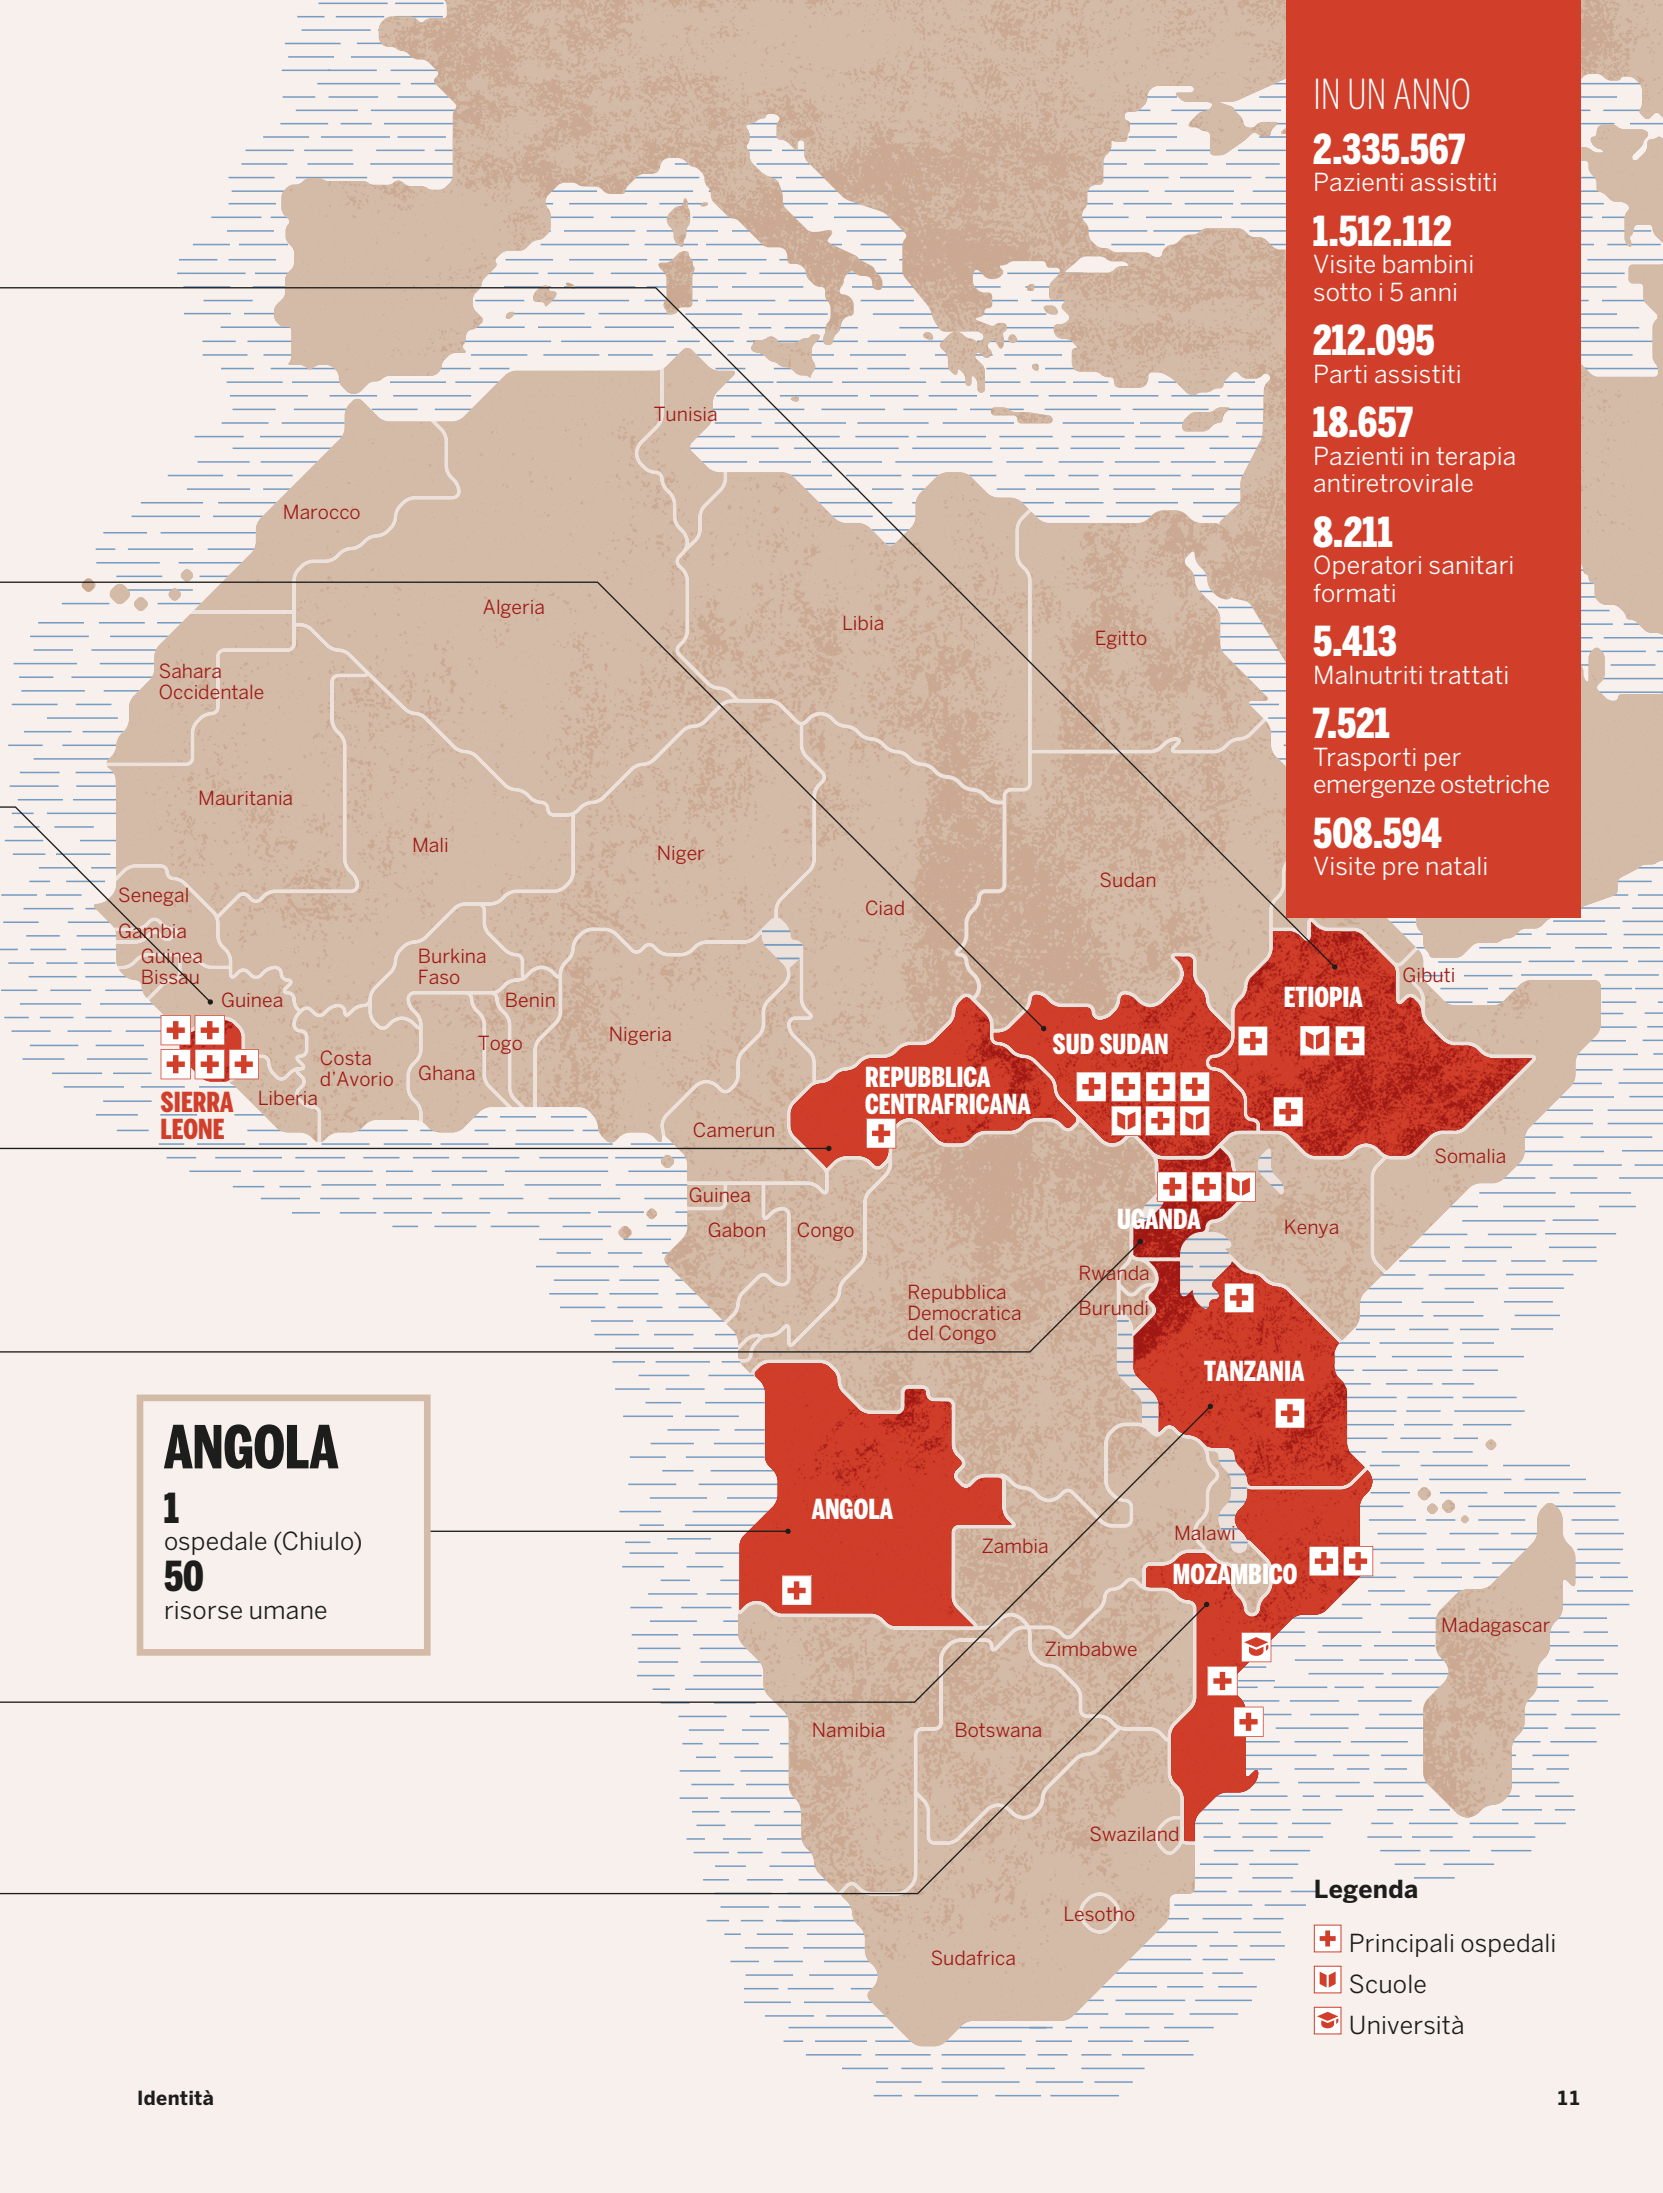 IN UN ANNO
2.335.567
Pazienti assistiti
1.512.112
Visite bambini
sotto i 5 anni
212.095
Parti assistiti
18.657
Pazienti in terapia
antiretrovirale
8.211
Operatori sanitari
formati
5.413
Malnutriti trattati
7.521
Trasporti per
emergenze ostetriche
508.594
Visite pre natali
Tunisia
Marocco
Algeria
Libia
Egitto
Sahara
Occidentale
Mauritania
Mali
Niger
Ciad
Sudan
Senegal
Gambia
Guinea
Bissau
Guinea
Burkina
Faso
Benin
Togo
Nigeria
Costa
d'Avorio
Ghana
Liberia
SIERRA
LEONE
Camerun
REPUBBLICA
CENTRAFRICANA
SUD SUDAN
ETIOPIA
Gibuti
Somalia
Guinea
Gabon
Congo
UGANDA
Kenya
Rwanda
Burundi
Repubblica
Democratica
del Congo
TANZANIA
ANGOLA
1
ospedale (Chiulo)
50
risorse umane
ANGOLA
Zambia
Malawi
MOZAMBICO
Zimbabwe
Madagascar
Namibia
Botswana
Swaziland
Lesotho
Sudafrica
Legenda
Principali ospedali
Scuole
Università
Identità
11